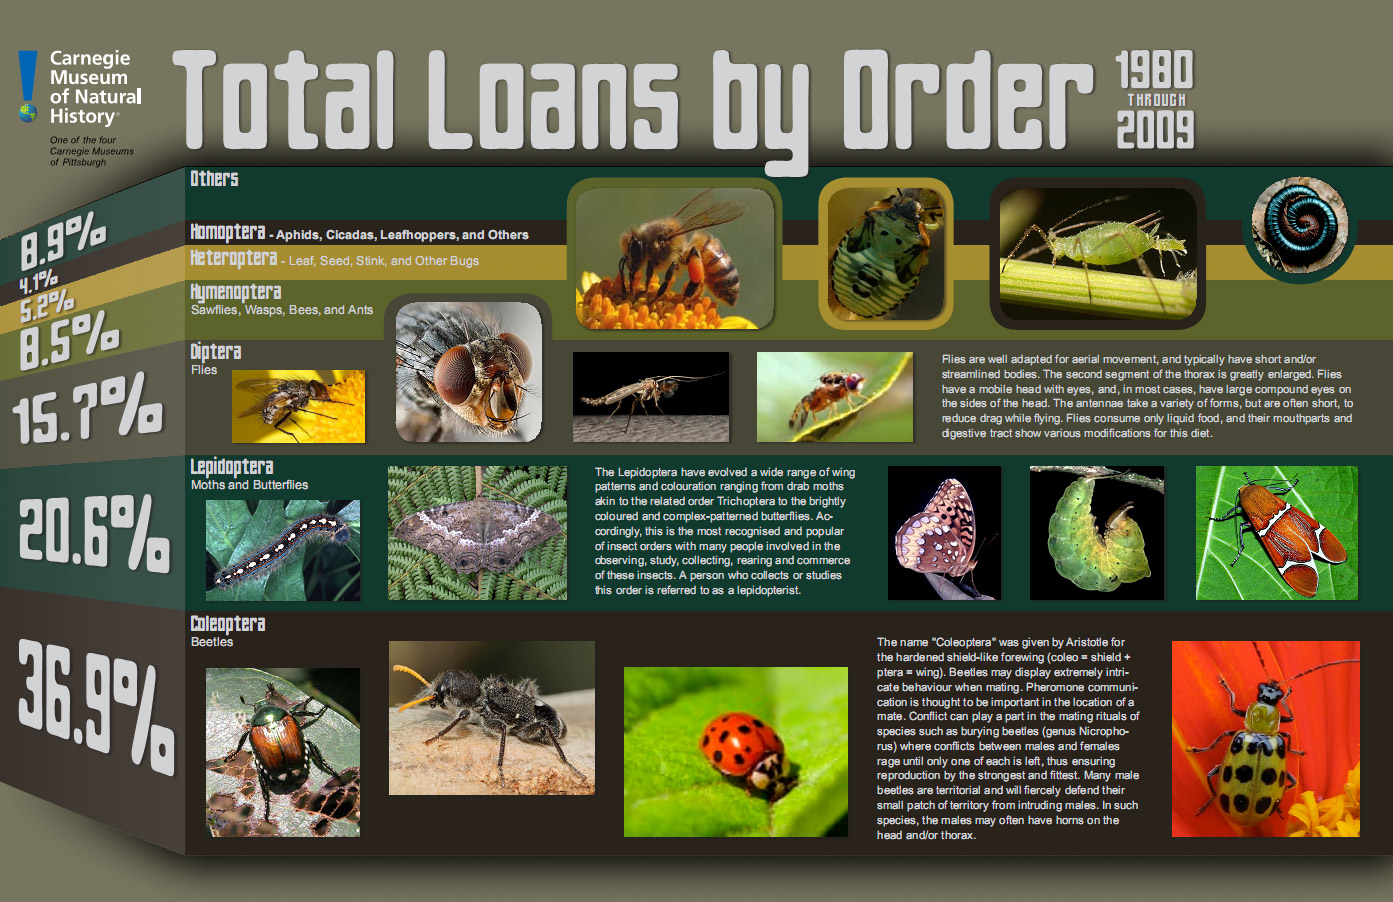 Carnegie
Museum
of Natural
History
One of the four
Carnegie Museums
of Pittsburgh
Total Loans by Order
1980
THROUGH
2009
8.9%
Others
4.1%
Homoptera - Aphids, Cicadas, Leafhoppers, and Others
5.2%
Heteroptera - Leaf, Seed, Stink, and Other Bugs
8.5%
Hymenoptera
Sawflies, Wasps, Bees, and Ants
15.7%
Diptera
Flies
Flies are well adapted for aerial movement, and typically have short and/or
streamlined bodies. The second segment of the thorax is greatly enlarged. Flies
have a mobile head with eyes, and, in most cases, have large compound eyes on
the sides of the head. The antennae take a variety of forms, but are often short, to
reduce drag while flying. Flies consume only liquid food, and their mouthparts and
digestive tract show various modifications for this diet.
20.6%
Lepidoptera
Moths and Butterflies
The Lepidoptera have evolved a wide range of wing
patterns and colouration ranging from drab moths
akin to the related order Trichoptera to the brightly
coloured and complex-patterned butterflies. Ac-
cordingly, this is the most recognised and popular
of insect orders with many people involved in the
observing, study, collecting, rearing and commerce
of these insects. A person who collects or studies
this order is referred to as a lepidopterist.
36.9%
Coleoptera
Beetles
The name "Coleoptera" was given by Aristotle for
the hardened shield-like forewing (coleo = shield +
ptera = wing). Beetles may display extremely intri-
cate behaviour when mating. Pheromone communi-
cation is thought to be important in the location of a
mate. Conflict can play a part in the mating rituals of
species such as burying beetles (genus Nicropho-
rus) where conflicts between males and females
rage until only one of each is left, thus ensuring
reproduction by the strongest and fittest. Many male
beetles are territorial and will fiercely defend their
small patch of territory from intruding males. In such
species, the males may often have horns on the
head and/or thorax.